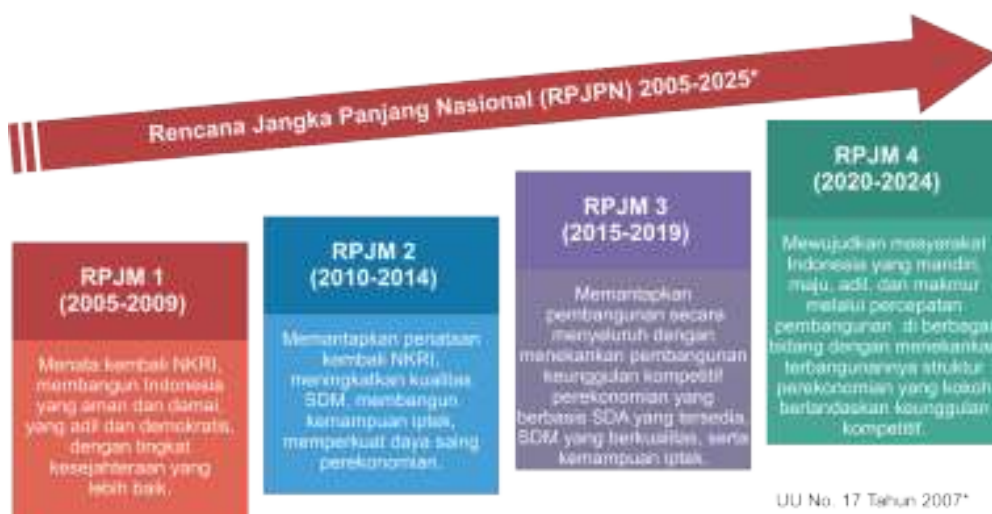 Rencana Jangka Panjang Nasional (RPJPN) 2005-2025*
RPJM 1
(2005-2009)
Menata kembali NKRI,
membangun Indonesia
yang aman dan damai,
yang adil dan demokratis,
dengan tingkat
kesejahteraan yang
lebih baik.
RPJM 2
(2010-2014)
Memantapkan penataan
kembali NKRI,
meningkatkan kualitas
SDM, membangun
kemampuan iptek,
memperkuat daya saing
perekonomian.
RPJM 3
(2015-2019)
Memantapkan
pembangunan secara
menyeluruh dengan
menekankan pembangunan
keunggulan kompetitif
perekonomian yang
berbasis SDA yang tersedia,
SDM yang berkualitas, serta
kemampuan iptek.
RPJM 4
(2020-2024)
Mewujudkan masyarakat
Indonesia yang mandiri,
maju, adil, dan makmur
melalui percepatan
pembangunan di berbagai
bidang dengan menekankan
terbangunnya struktur
perekonomian yang kokoh
berlandaskan keunggulan
kompetitif.
UU No. 17 Tahun 2007*